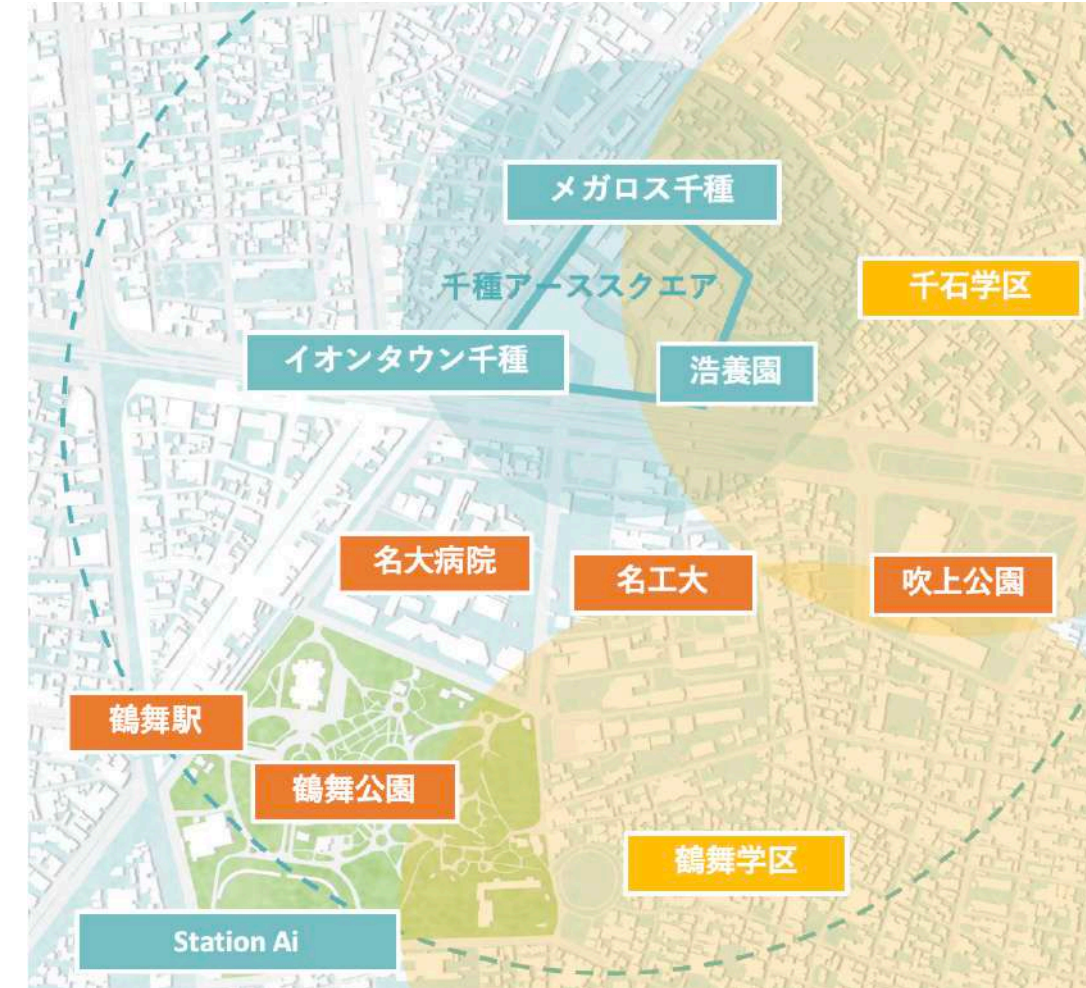 メガロス千種
千種アーススクエア
千石学区
イオンタウン千種
浩養園
名大病院
名工大
吹上公園
鶴舞駅
鶴舞公園
鶴舞学区
Station Ai